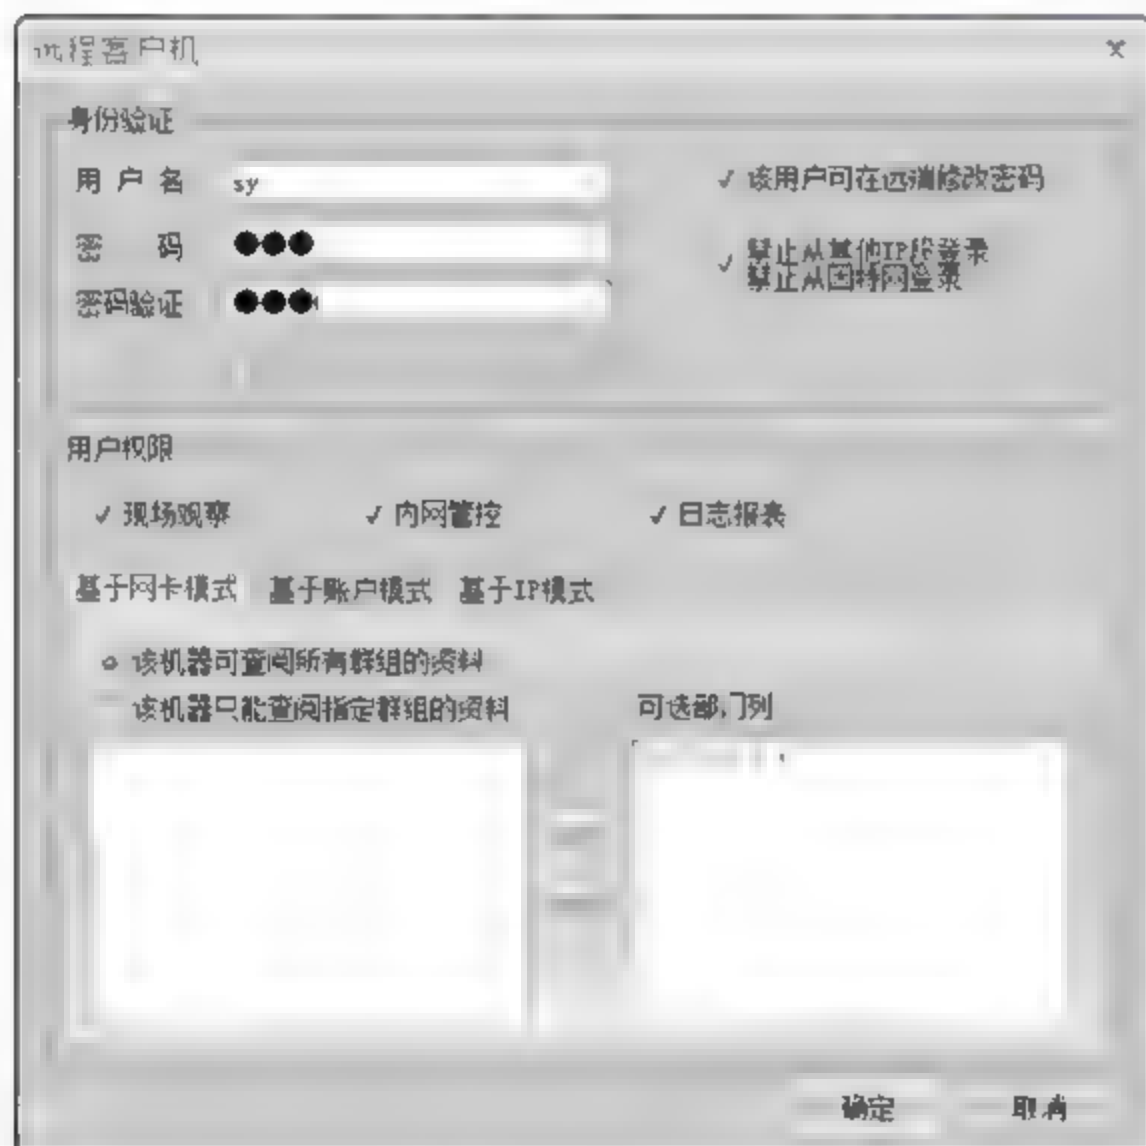 远程客户机
身份验证
用户名 sy
密码
密码验证
该用户可在远端修改密码
禁止从其他IP段登录
禁止从因特网登录
用户权限
现场观察 内网管控 日志报表
基于网卡模式 基于账户模式 基于IP模式
该机器可查阅所有群组的资料
该机器只能查阅指定群组的资料
可选部门列
确定 取消